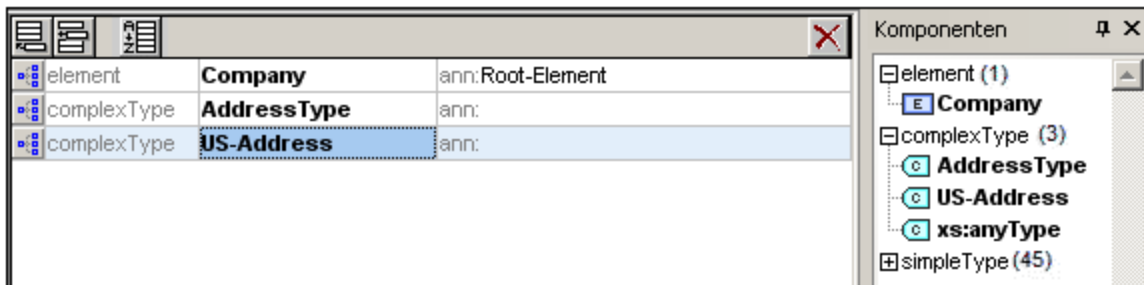 element Company ann:Root-Element
complexType AddressType ann:
complexType US-Address ann:
Komponenten
element (1)
E Company
complexType (3)
C AddressType
C US-Address
C xs:anyType
simpleType (45)